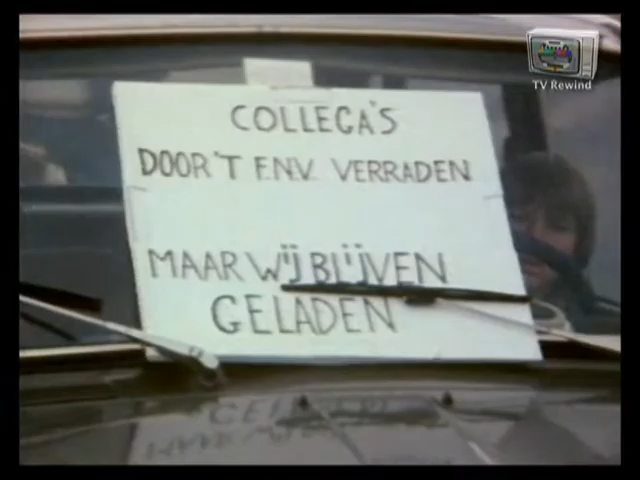 TV Rewind
COLLEGA'S
DOOR 'T F.N.V. VERRADEN
MAAR WIJ BLIJVEN
GELADEN